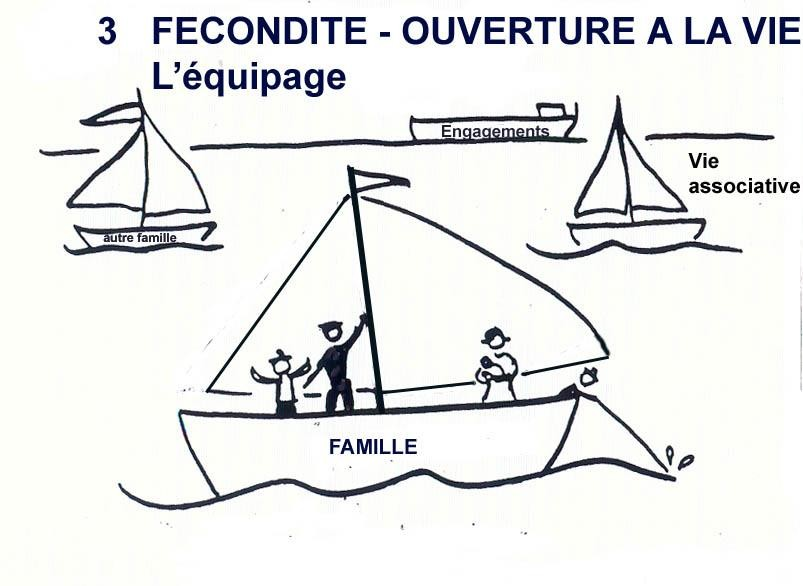 3 FECONDITE - OUVERTURE A LA VIE
L’équipage
Engagements
Vie
associative
autre famille
FAMILLE